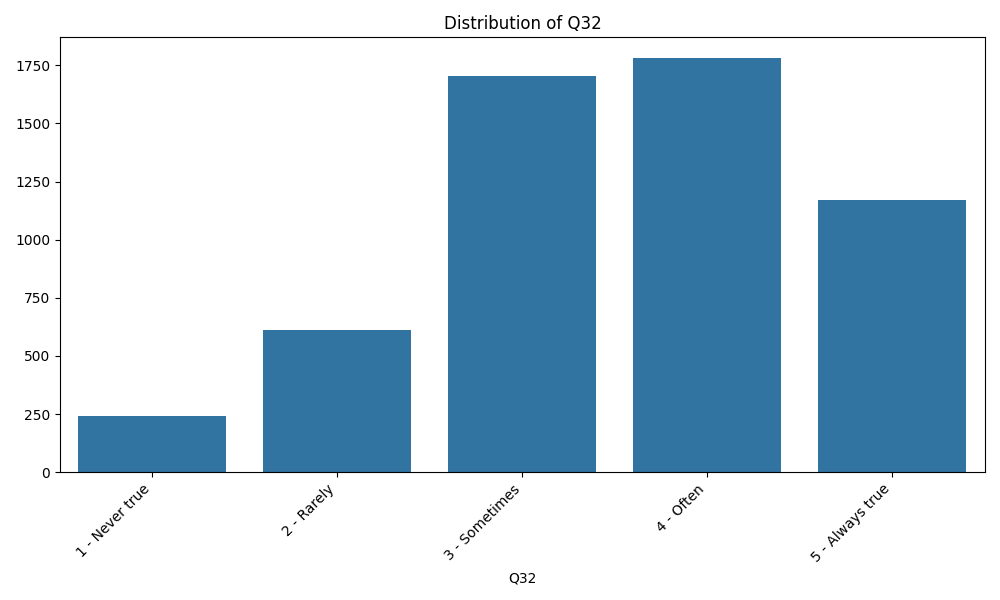 Distribution of Q32
1750
1500
1250
1000
750
500
250
0
1 - Never true
2 - Rarely
3 - Sometimes
4 - Often
5 - Always true
Q32